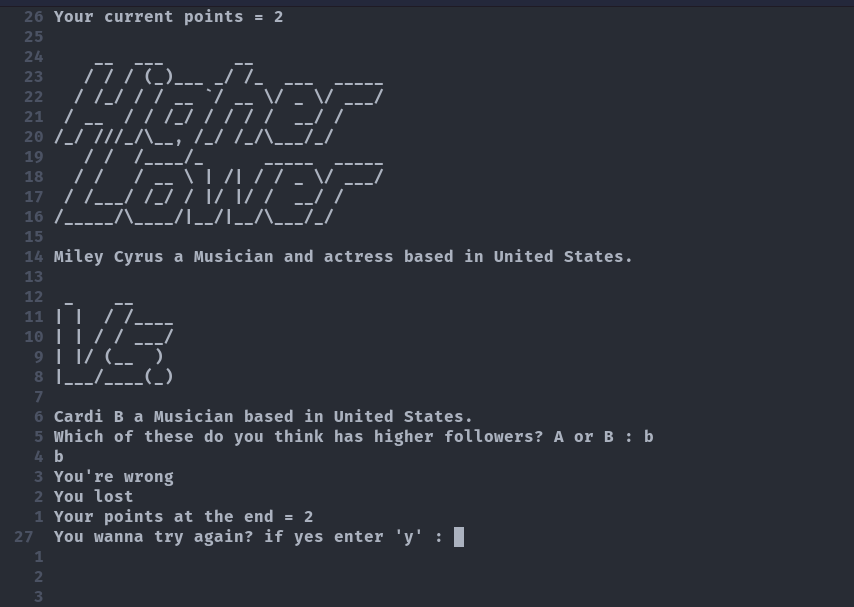 26 Your current points = 2
25
24     __  ___       __
23    / / / (_)___ _/ /_  ___  _____
22   / /_/ / / __ `/ __ \/ _ \/ ___/
21  / __  / / /_/ / / / /  __/ /
20 /_/ ///_/\__, /_/ /_/\___/_/
19    / /  /____/_      _____  _____
18   / /   / __ \ | /| / / _ \/ ___/
17  / /___/ /_/ / |/ |/ /  __/ /
16 /_____/\____/|__/|__/\___/_/
15
14 Miley Cyrus a Musician and actress based in United States.
13
12  _    __
11 | |  / /____
10 | | / / ___/
9 | |/ (__  )
8 |___/____(_)
7
6 Cardi B a Musician based in United States.
5 Which of these do you think has higher followers? A or B : b
4 b
3 You're wrong
2 You lost
1 Your points at the end = 2
27 You wanna try again? if yes enter 'y' :
1
2
3